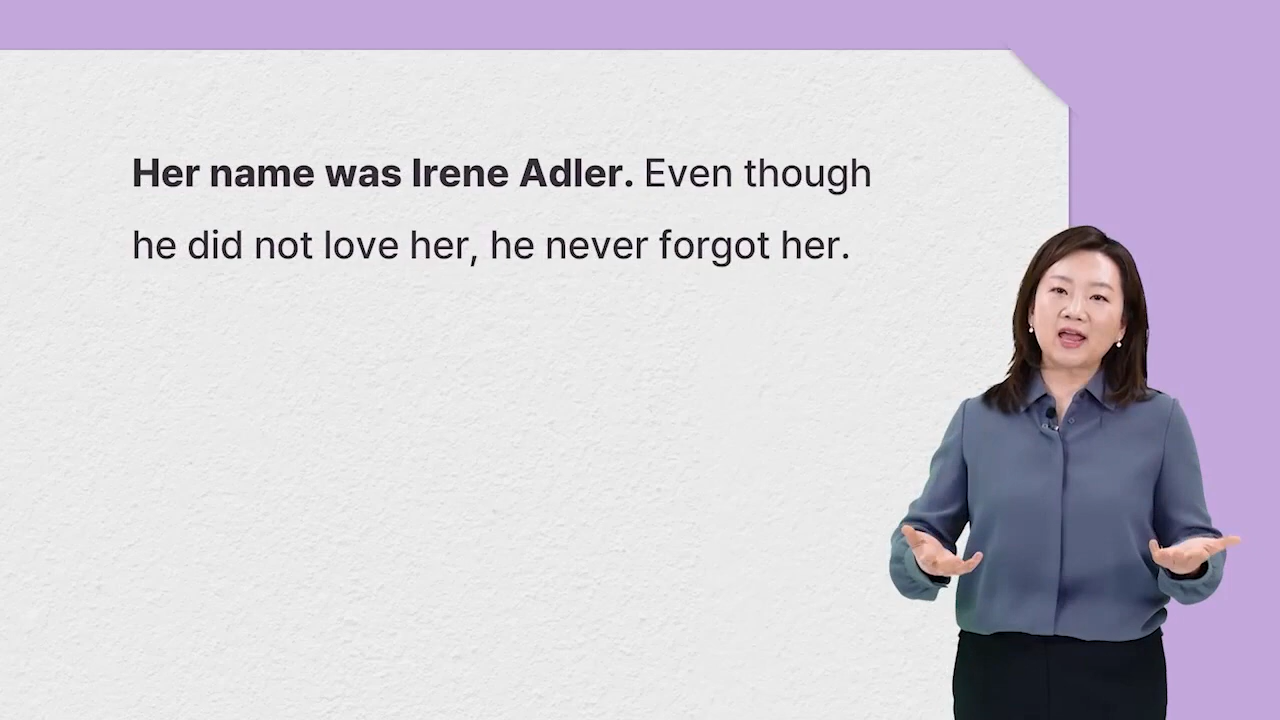 Her name was Irene Adler. Even though
he did not love her, he never forgot her.